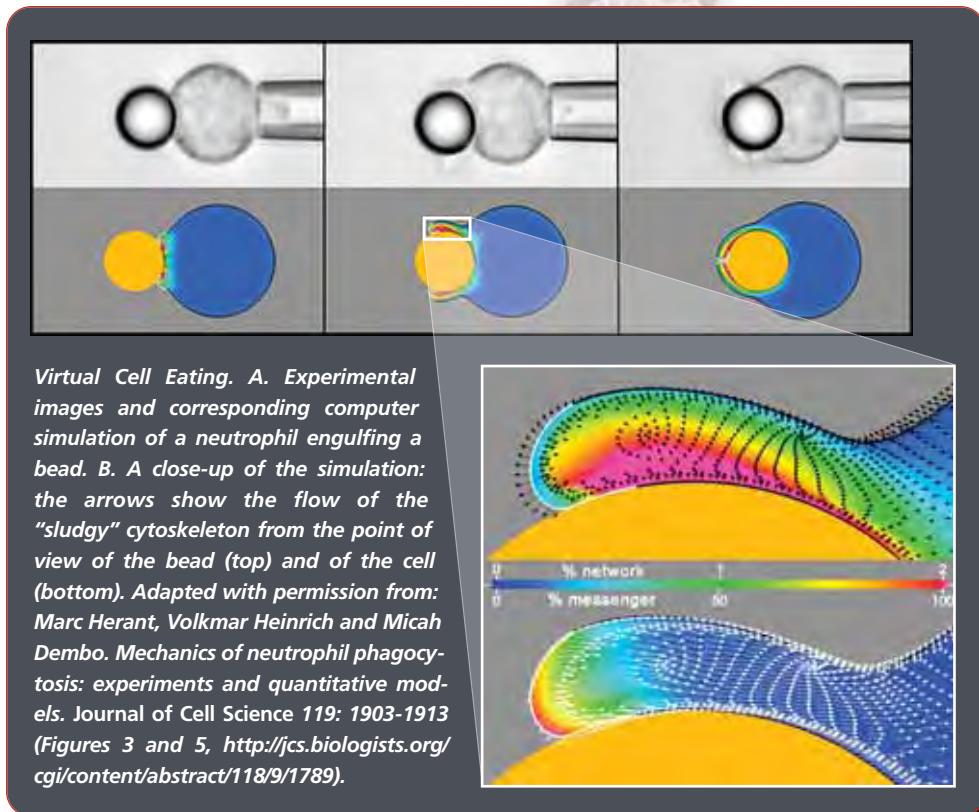 Virtual Cell Eating. A. Experimental
images and corresponding computer
simulation of a neutrophil engulfing a
bead. B. A close-up of the simulation:
the arrows show the flow of the
“sludgy” cytoskeleton from the point of
view of the bead (top) and of the cell
(bottom). Adapted with permission from:
Marc Herant, Volkmar Heinrich and Micah
Dembo. Mechanics of neutrophil phagocy-
tosis: experiments and quantitative mod-
els. Journal of Cell Science 119: 1903-1913
(Figures 3 and 5, http://jcs.biologists.org/
cgi/content/abstract/118/9/1789).
0 % network 1 2
0 % messenger 50 100